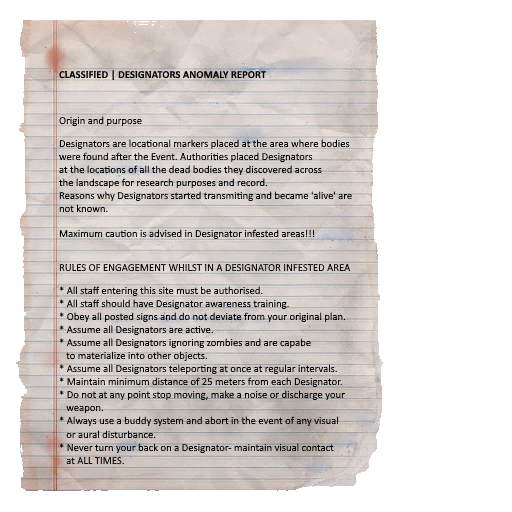 CLASSIFIED | DESIGNATORS ANOMALY REPORT
Origin and purpose
Designators are locational markers placed at the area where bodies
were found after the Event. Authorities placed Designators
at the locations of all the dead bodies they discovered across
the landscape for research purposes and record.
Reasons why Designators started transmiting and became 'alive' are
not known.
Maximum caution is advised in Designator infested areas!!!
RULES OF ENGAGEMENT WHILST IN A DESIGNATOR INFESTED AREA
* All staff entering this site must be authorised.
* All staff should have Designator awareness training.
* Obey all posted signs and do not deviate from your original plan.
* Assume all Designators are active.
* Assume all Designators ignoring zombies and are capabe
to materialize into other objects.
* Assume all Designators teleporting at once at regular intervals.
* Maintain minimum distance of 25 meters from each Designator.
* Do not at any point stop moving, make a noise or discharge your
weapon.
* Always use a buddy system and abort in the event of any visual
or aural disturbance.
* Never turn your back on a Designator- maintain visual contact
at ALL TIMES.